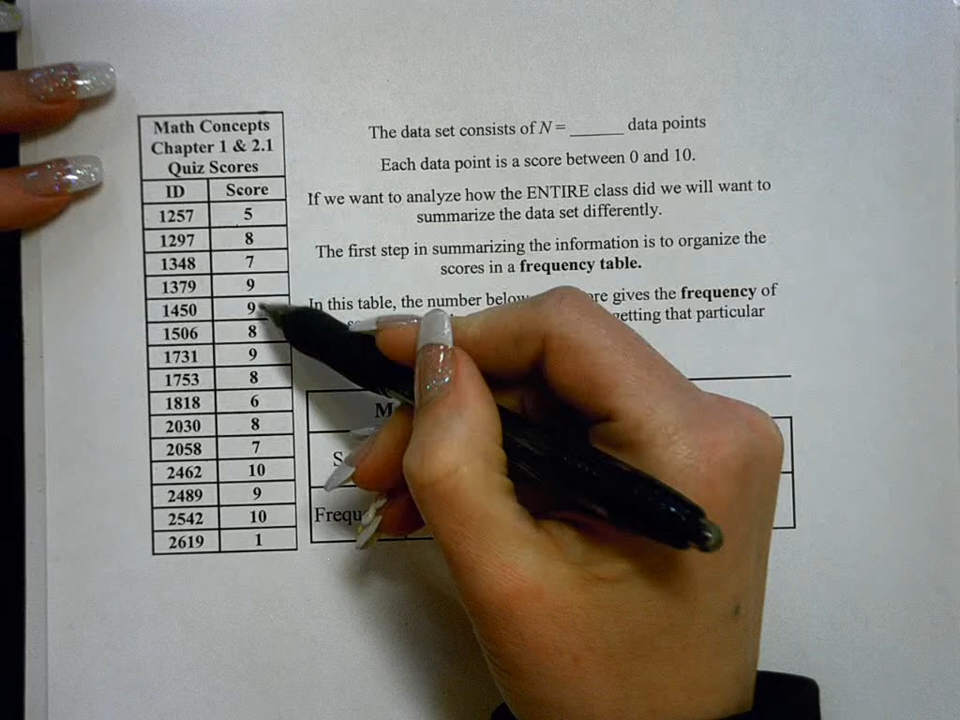 Math Concepts
Chapter 1 & 2.1
Quiz Scores
ID Score
1257 5
1297 8
1348 7
1379 9
1450 9
1506 8
1731 9
1753 8
1818 6
2030 8
2058 7
2462 10
2489 9
2542 10
2619 1
The data set consists of N = ______ data points
Each data point is a score between 0 and 10.
If we want to analyze how the ENTIRE class did we will want to
summarize the data set differently.
The first step in summarizing the information is to organize the
scores in a frequency table.
In this table, the number below gives the frequency of
getting that particular
M